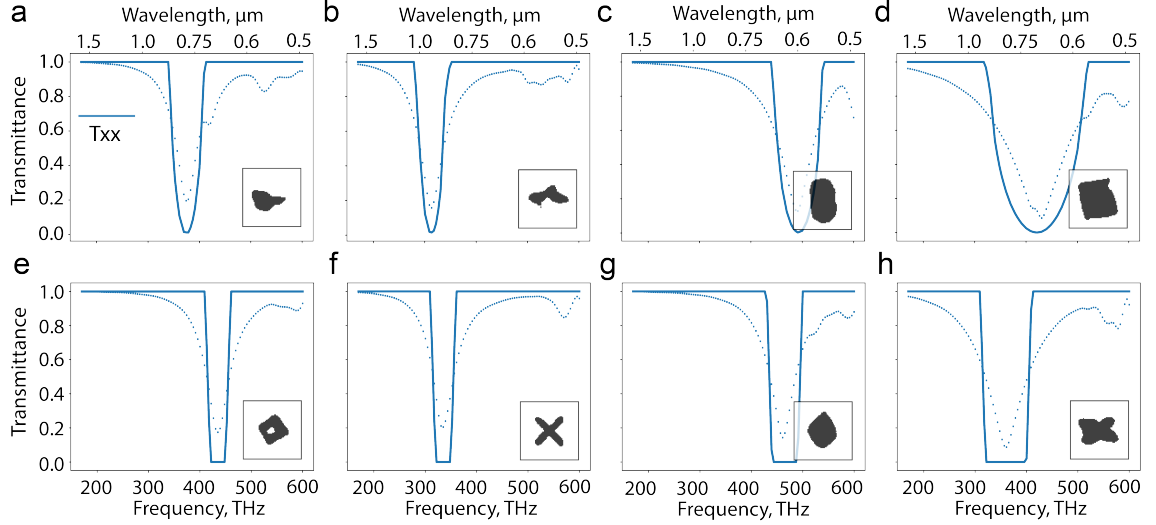 a b c d
Wavelength, μm Wavelength, μm Wavelength, μm Wavelength, μm
1.5 1.0 0.75 0.6 0.5 1.5 1.0 0.75 0.6 0.5 1.5 1.0 0.75 0.6 0.5 1.5 1.0 0.75 0.6 0.5
Transmittance
1.0
0.8
0.6
0.4
0.2
0.0
Txx
e f g h
Transmittance
1.0
0.8
0.6
0.4
0.2
0.0
200 300 400 500 600 200 300 400 500 600 200 300 400 500 600 200 300 400 500 600
Frequency, THz Frequency, THz Frequency, THz Frequency, THz